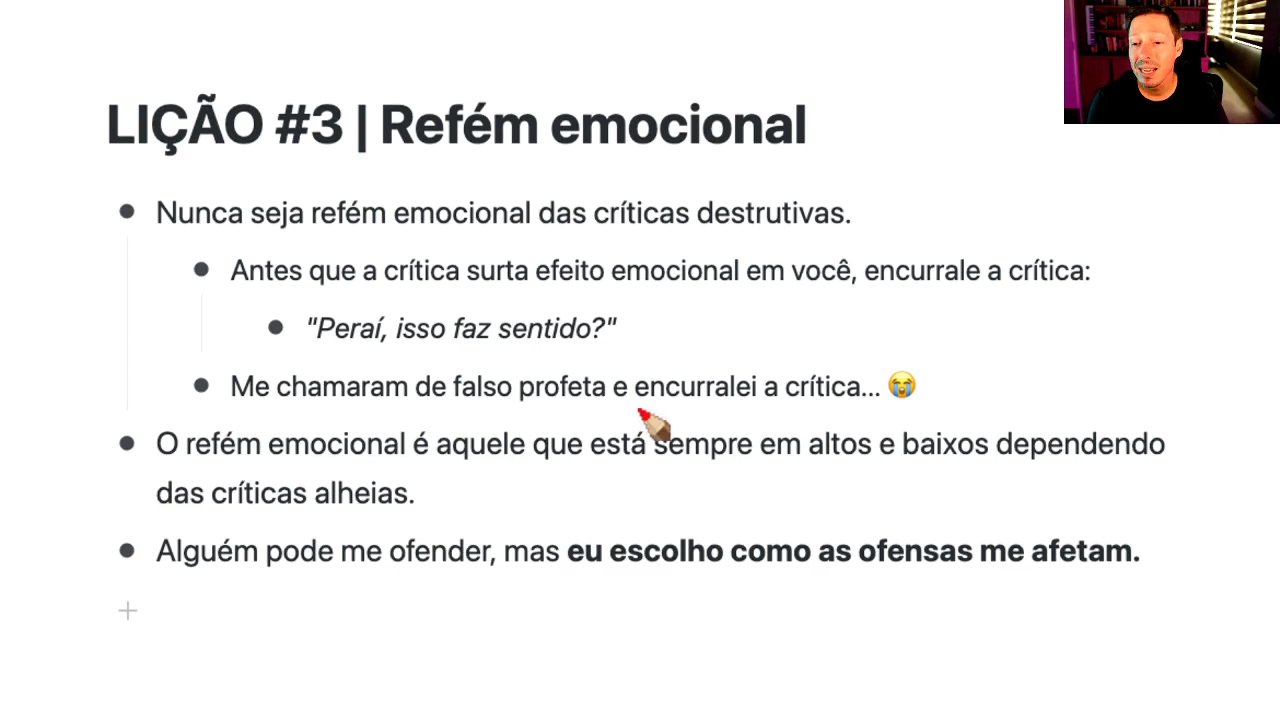 LIÇÃO #3 | Refém emocional
Nunca seja refém emocional das críticas destrutivas.
Antes que a crítica surta efeito emocional em você, encurrale a crítica:
"Peraí, isso faz sentido?"
Me chamaram de falso profeta e encurralei a crítica... 😭
O refém emocional é aquele que está sempre em altos e baixos dependendo
das críticas alheias.
Alguém pode me ofender, mas eu escolho como as ofensas me afetam.